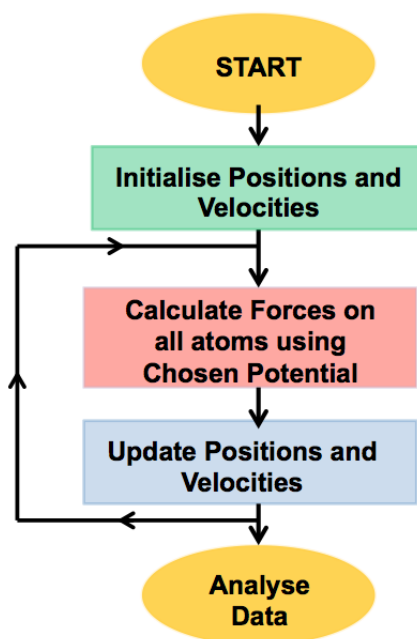 START
Initialise Positions and
Velocities
Calculate Forces on
all atoms using
Chosen Potential
Update Positions and
Velocities
Analyse
Data